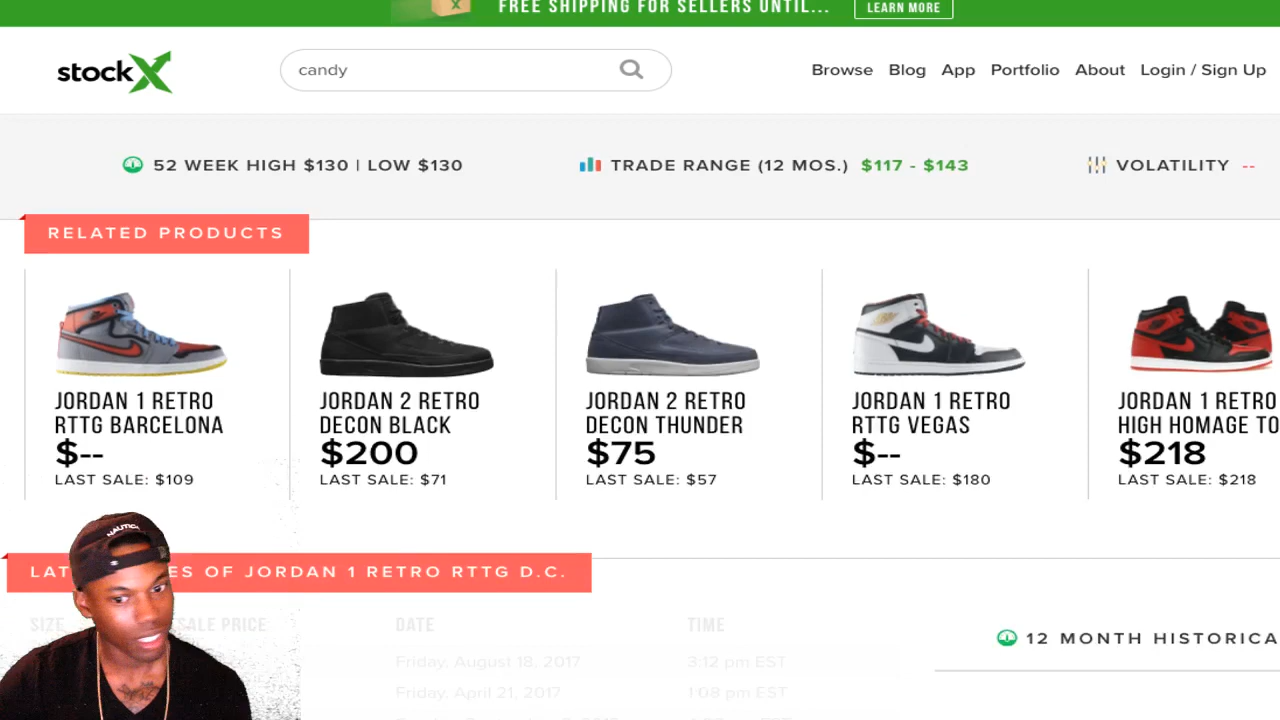 FREE SHIPPING FOR SELLERS UNTIL...
LEARN MORE
stockX
candy
Browse Blog App Portfolio About Login / Sign Up
52 WEEK HIGH $130 | LOW $130
TRADE RANGE (12 MOS.) $117 - $143
VOLATILITY --
RELATED PRODUCTS
JORDAN 1 RETRO
RTTG BARCELONA
$--
LAST SALE: $109
JORDAN 2 RETRO
DECON BLACK
$200
LAST SALE: $71
JORDAN 2 RETRO
DECON THUNDER
$75
LAST SALE: $57
JORDAN 1 RETRO
RTTG VEGAS
$--
LAST SALE: $180
JORDAN 1 RETRO
HIGH HOMAGE TO
$218
LAST SALE: $218
NAUTICA
LAT ES OF JORDAN 1 RETRO RTTG D.C.
SIZE SALE PRICE DATE TIME
Friday, August 18, 2017 3:12 pm EST
Friday, April 21, 2017 1:08 pm EST
12 MONTH HISTORICA